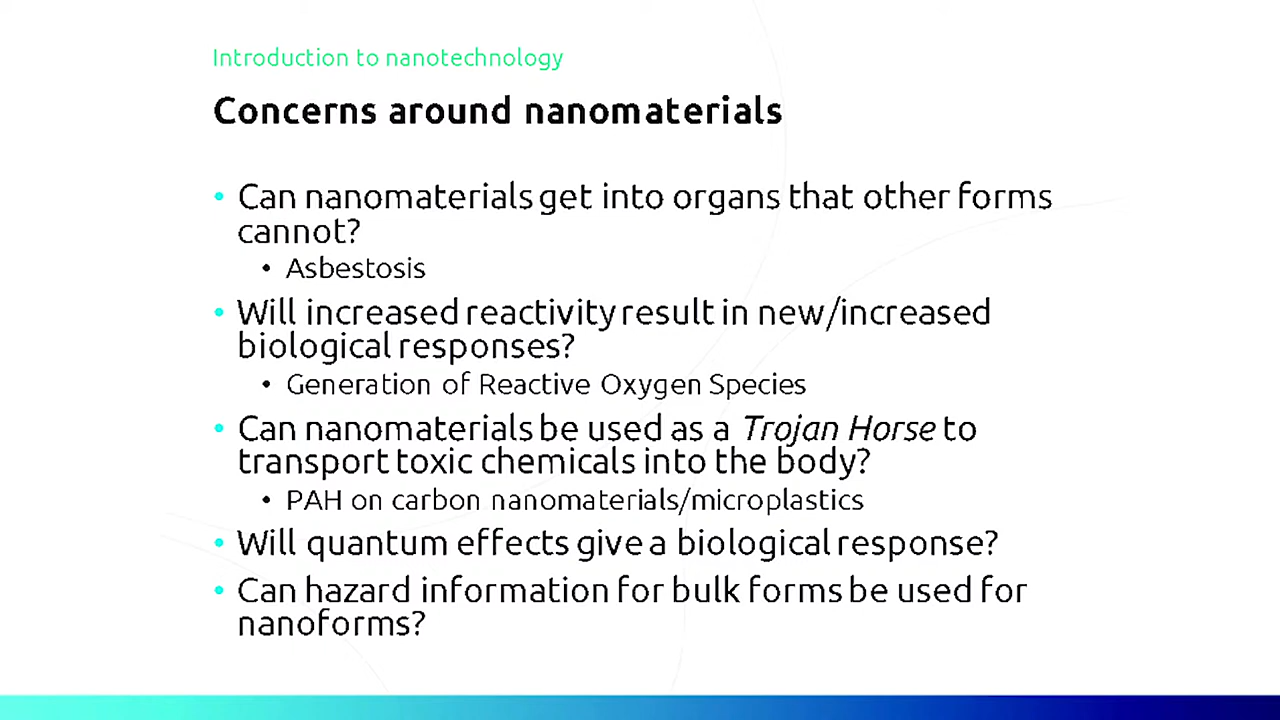 Introduction to nanotechnology
Concerns around nanomaterials
• Can nanomaterials get into organs that other forms
cannot?
• Asbestosis
• Will increased reactivity result in new/increased
biological responses?
• Generation of Reactive Oxygen Species
• Can nanomaterials be used as a Trojan Horse to
transport toxic chemicals into the body?
• PAH on carbon nanomaterials/microplastics
• Will quantum effects give a biological response?
• Can hazard information for bulk forms be used for
nanoforms?